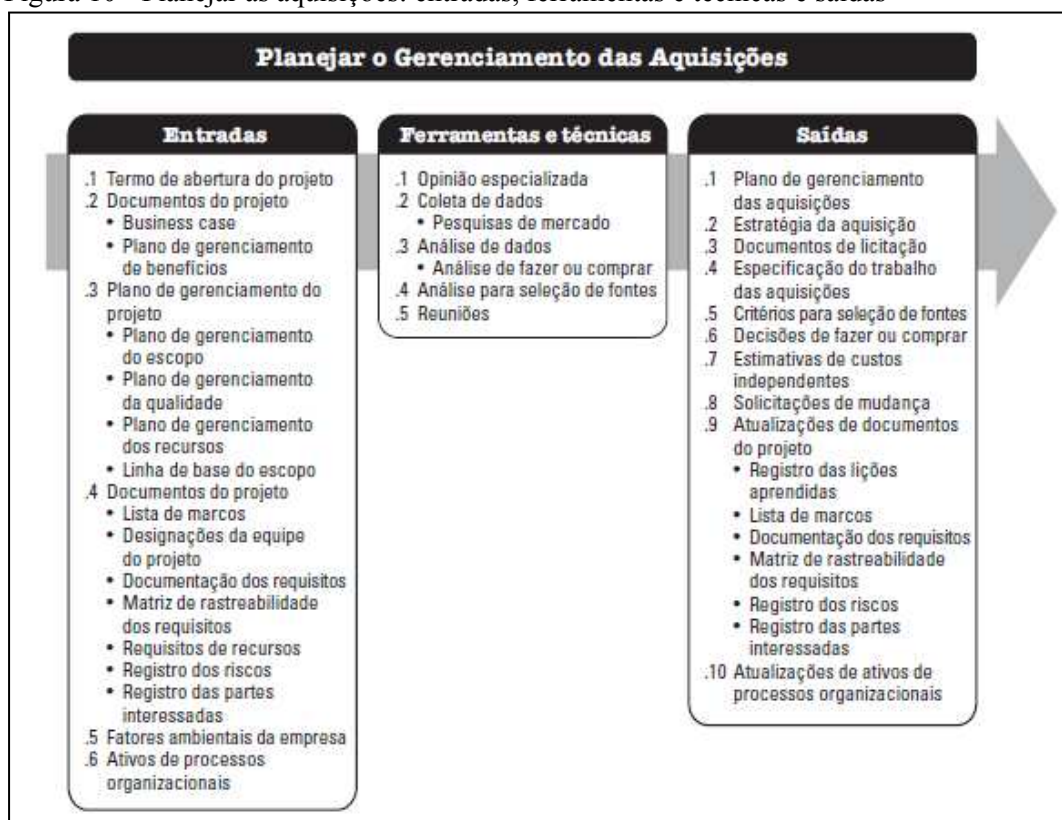 Figura 10 - Planejar as aquisições: entradas, ferramentas e técnicas e saídas
Planejar o Gerenciamento das Aquisições
Entradas
.1 Termo de abertura do projeto
.2 Documentos do projeto
• Business case
• Plano de gerenciamento
de benefícios
.3 Plano de gerenciamento do
projeto
• Plano de gerenciamento
do escopo
• Plano de gerenciamento
da qualidade
• Plano de gerenciamento
dos recursos
• Linha de base do escopo
.4 Documentos do projeto
• Lista de marcos
• Designações da equipe
do projeto
• Documentação dos requisitos
• Matriz de rastreabilidade
dos requisitos
• Requisitos de recursos
• Registro dos riscos
• Registro das partes
interessadas
.5 Fatores ambientais da empresa
.6 Ativos de processos
organizacionais
Ferramentas e técnicas
.1 Opinião especializada
.2 Coleta de dados
• Pesquisas de mercado
.3 Análise de dados
• Análise de fazer ou comprar
.4 Análise para seleção de fontes
.5 Reuniões
Saídas
.1 Plano de gerenciamento
das aquisições
.2 Estratégia da aquisição
.3 Documentos de licitação
.4 Especificação do trabalho
das aquisições
.5 Critérios para seleção de fontes
.6 Decisões de fazer ou comprar
.7 Estimativas de custos
independentes
.8 Solicitações de mudança
.9 Atualizações de documentos
do projeto
• Registro das lições
aprendidas
• Lista de marcos
• Documentação dos requisitos
• Matriz de rastreabilidade
dos requisitos
• Registro dos riscos
• Registro das partes
interessadas
.10 Atualizações de ativos de
processos organizacionais